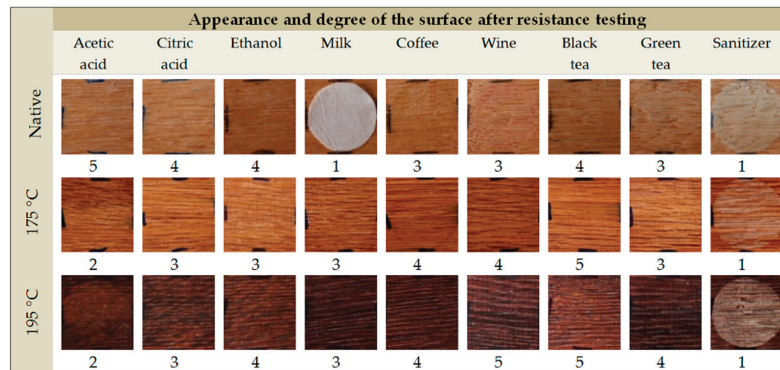 Appearance and degree of the surface after resistance testing
Acetic acid Citric acid Ethanol Milk Coffee Wine Black tea Green tea Sanitizer
Native
5 4 4 1 3 3 4 3 1
175 °C
2 3 3 3 4 4 5 3 1
195 °C
2 3 4 3 4 5 5 4 1